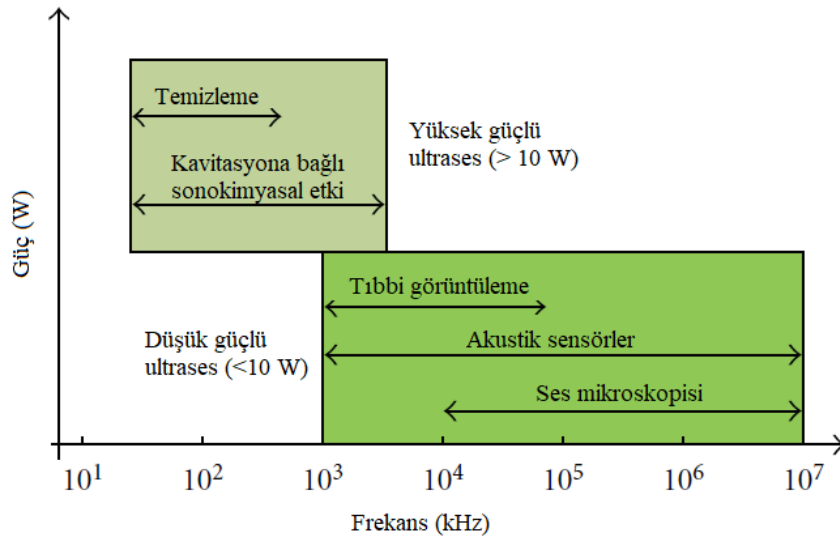 Temizleme
Kavitasyona bağlı
sonokimyasal etki
Yüksek güçlü
ultrases (> 10 W)
Güç (W)
Tıbbi görüntüleme
Düşük güçlü
ultrases (<10 W)
Akustik sensörler
Ses mikroskopisi
10¹ 10² 10³ 10⁴ 10⁵ 10⁶ 10⁷
Frekans (kHz)